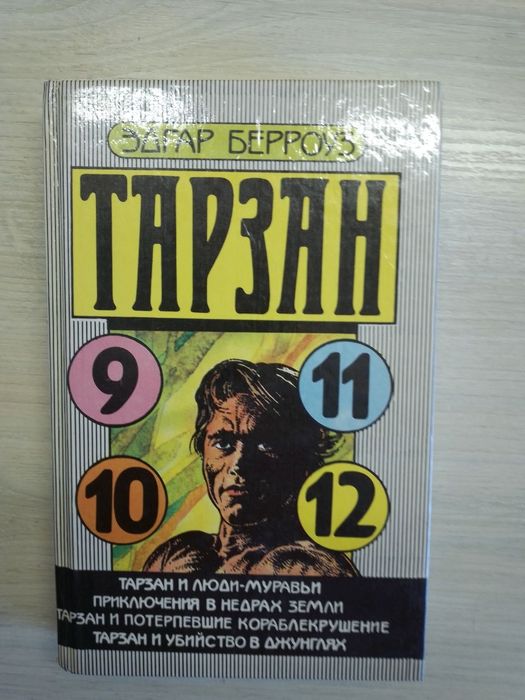 ЭДГАР БЕРРОУЗ
ТАРЗАН
9
11
10
12
ТАРЗАН И ЛЮДИ-МУРАВЬИ
ПРИКЛЮЧЕНИЯ В НЕДРАХ ЗЕМЛИ
ТАРЗАН И ПОТЕРПЕВШИЕ КОРАБЛЕКРУШЕНИЕ
ТАРЗАН И УБИЙСТВО В ДЖУНГЛЯХ